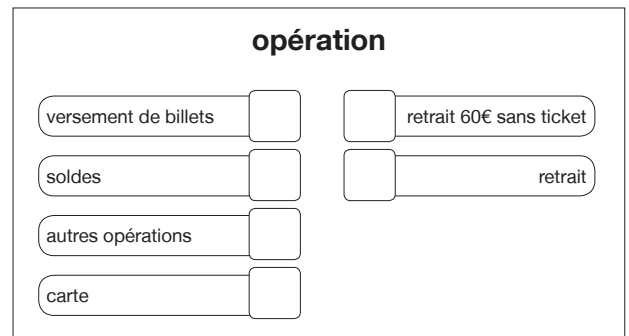 opération
versement de billets
retrait 60€ sans ticket
soldes
retrait
autres opérations
carte